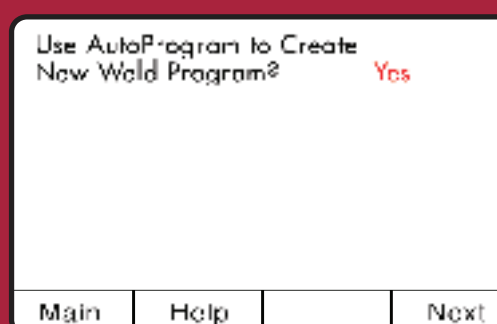 Use AutoProgram to Create
New Weld Program? Yes
Main Help Next